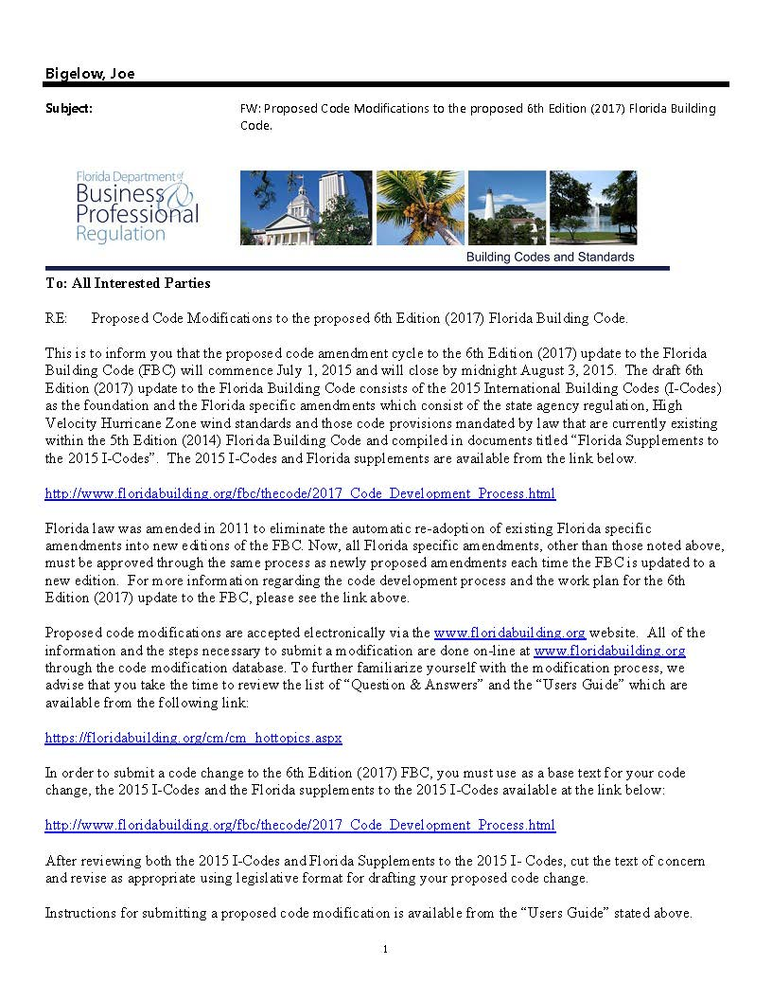 Bigelow, Joe
Subject: FW: Proposed Code Modifications to the proposed 6th Edition (2017) Florida Building
Code.
Florida Department of
Business &
Professional
Regulation
Building Codes and Standards
To: All Interested Parties
RE: Proposed Code Modifications to the proposed 6th Edition (2017) Florida Building Code.
This is to inform you that the proposed code amendment cycle to the 6th Edition (2017) update to the Florida
Building Code (FBC) will commence July 1, 2015 and will close by midnight August 3, 2015. The draft 6th
Edition (2017) update to the Florida Building Code consists of the 2015 International Building Codes (I-Codes)
as the foundation and the Florida specific amendments which consist of the state agency regulation, High
Velocity Hurricane Zone wind standards and those code provisions mandated by law that are currently existing
within the 5th Edition (2014) Florida Building Code and compiled in documents titled “Florida Supplements to
the 2015 I-Codes”. The 2015 I-Codes and Florida supplements are available from the link below.
http://www.floridabuilding.org/fbc/thecode/2017_Code_Development_Process.html
Florida law was amended in 2011 to eliminate the automatic re-adoption of existing Florida specific
amendments into new editions of the FBC. Now, all Florida specific amendments, other than those noted above,
must be approved through the same process as newly proposed amendments each time the FBC is updated to a
new edition. For more information regarding the code development process and the work plan for the 6th
Edition (2017) update to the FBC, please see the link above.
Proposed code modifications are accepted electronically via the www.floridabuilding.org website. All of the
information and the steps necessary to submit a modification are done on-line at www.floridabuilding.org
through the code modification database. To further familiarize yourself with the modification process, we
advise that you take the time to review the list of “Question & Answers” and the “Users Guide” which are
available from the following link:
https://floridabuilding.org/cm/cm_hottopics.aspx
In order to submit a code change to the 6th Edition (2017) FBC, you must use as a base text for your code
change, the 2015 I-Codes and the Florida supplements to the 2015 I-Codes available at the link below:
http://www.floridabuilding.org/fbc/thecode/2017_Code_Development_Process.html
After reviewing both the 2015 I-Codes and Florida Supplements to the 2015 I- Codes, cut the text of concern
and revise as appropriate using legislative format for drafting your proposed code change.
Instructions for submitting a proposed code modification is available from the “Users Guide” stated above.
1